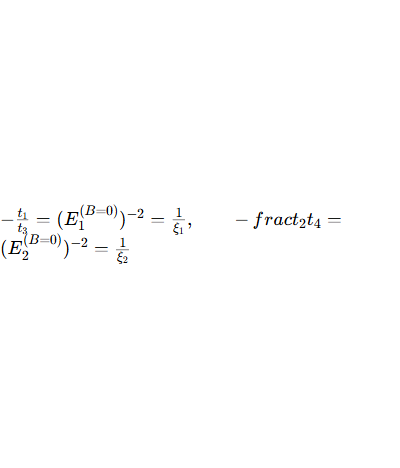 $-\frac{t_1}{t_3} = (E_1^{(B=0)})^{-2} = \frac{1}{\xi_1}, \qquad -fract_2t_4 =$
$(E_2^{(B=0)})^{-2} = \frac{1}{\xi_2}$